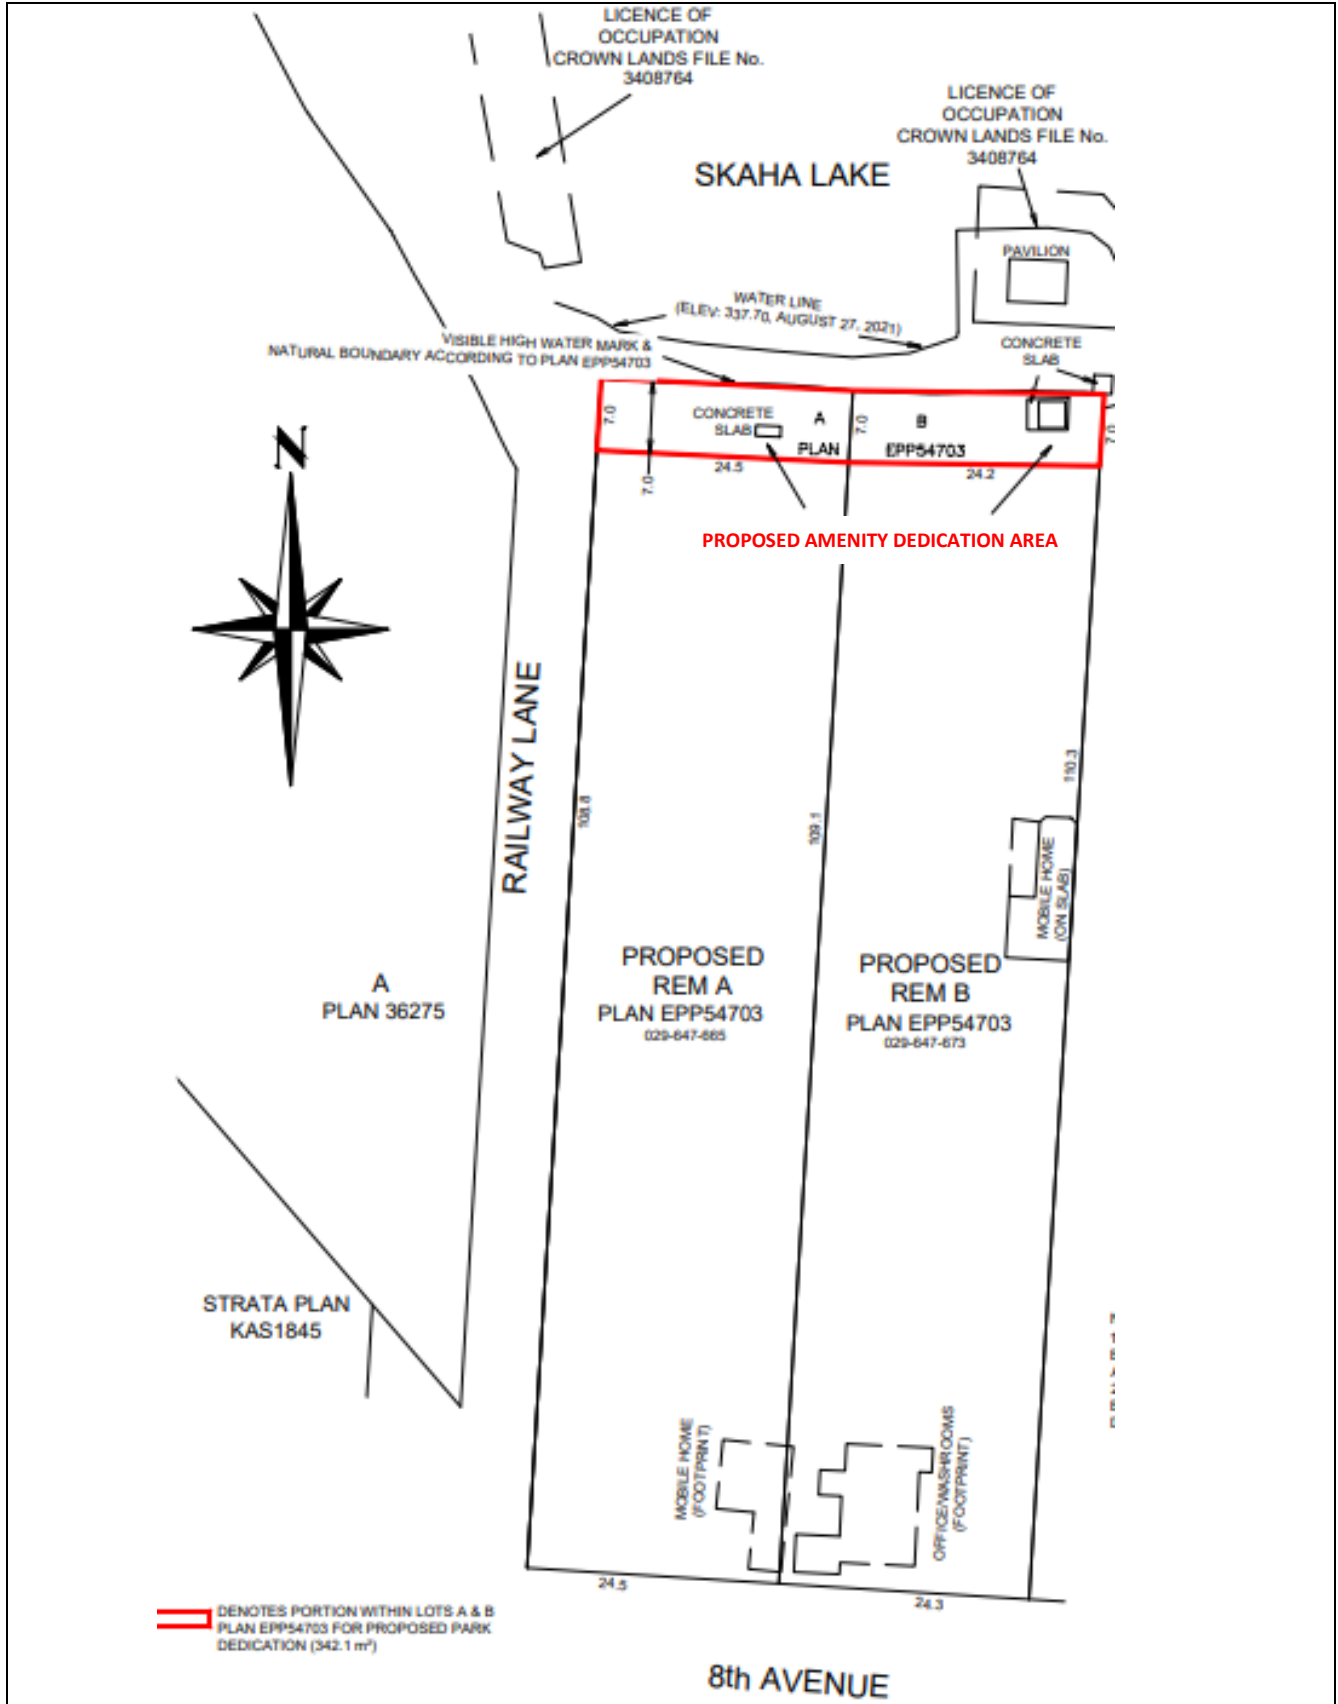 LICENCE OF
OCCUPATION
CROWN LANDS FILE No.
3408764
LICENCE OF
OCCUPATION
CROWN LANDS FILE No.
3408764
SKAHA LAKE
PAVILION
WATER LINE
(ELEV: 337.70, AUGUST 27, 2021)
VISIBLE HIGH WATER MARK &
NATURAL BOUNDARY ACCORDING TO PLAN EPP54703
CONCRETE
SLAB
7.0
CONCRETE
SLAB
A
7.0
B
7.0
PLAN
EPP54703
24.5
24.2
7.0
N
PROPOSED AMENITY DEDICATION AREA
RAILWAY LANE
108.8
109.1
110.3
MOBILE HOME
(ON SLAB)
PROPOSED
REM A
PLAN EPP54703
029-647-665
PROPOSED
REM B
PLAN EPP54703
029-647-673
A
PLAN 36275
STRATA PLAN
KAS1845
MOBILE HOME
(FOOTPRINT)
OFFICE/WASHROOMS
(FOOTPRINT)
24.5
24.3
DENOTES PORTION WITHIN LOTS A & B
PLAN EPP54703 FOR PROPOSED PARK
DEDICATION (342.1 m²)
8th AVENUE